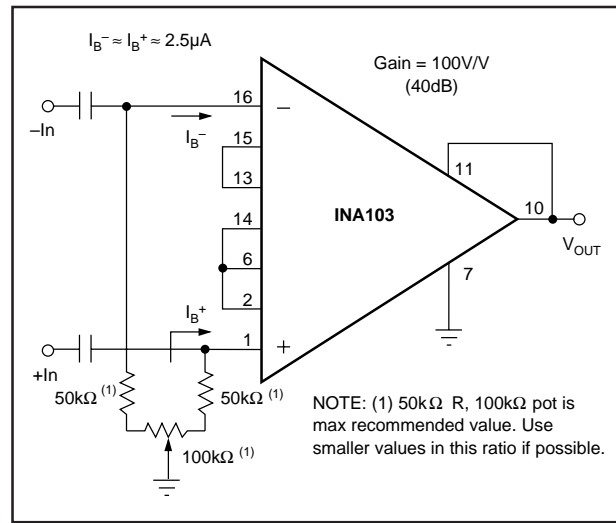 I_B^- ≈ I_B^+ ≈ 2.5µA
Gain = 100V/V
(40dB)
–In
16
–
I_B^-
15
13
11
14
INA103
10
V_OUT
6
7
2
I_B^+
1
+
+In
50kΩ (1)
50kΩ (1)
100kΩ (1)
NOTE: (1) 50kΩ R, 100kΩ pot is
max recommended value. Use
smaller values in this ratio if possible.